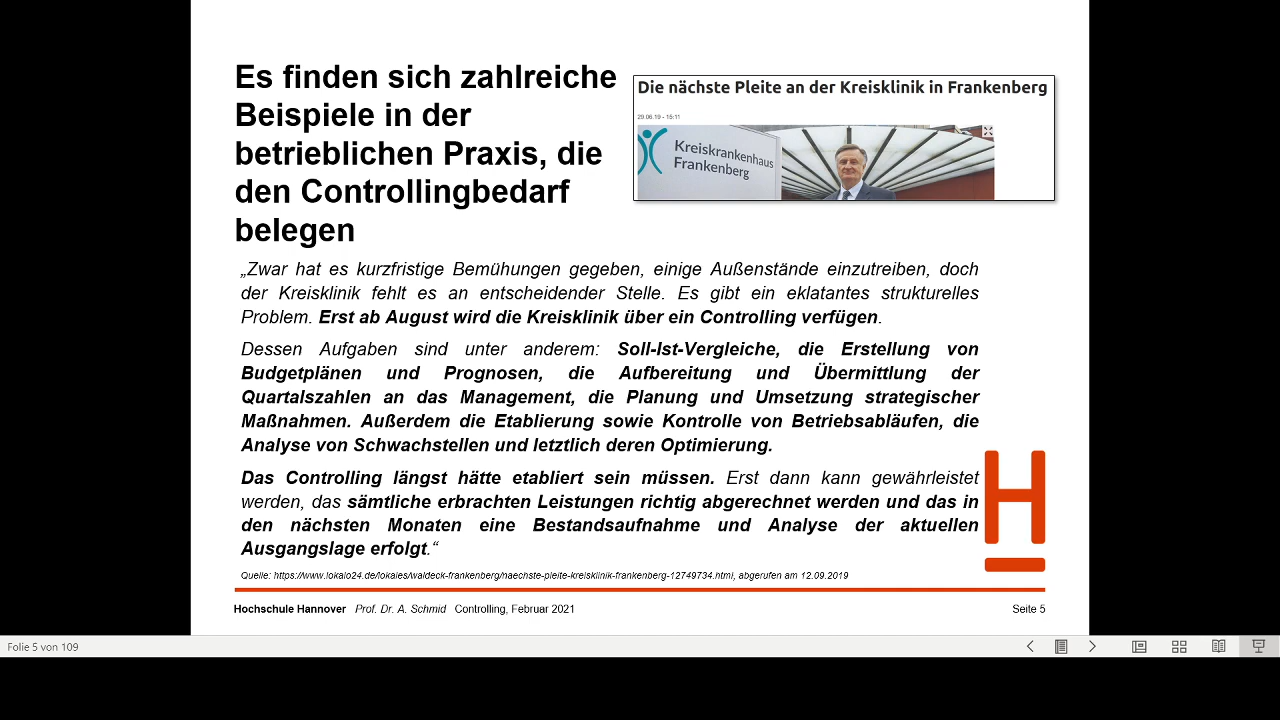 Es finden sich zahlreiche
Beispiele in der
betrieblichen Praxis, die
den Controllingbedarf
belegen
Die nächste Pleite an der Kreisklinik in Frankenberg
29.06.19 - 15:11
Kreiskrankenhaus
Frankenberg
„Zwar hat es kurzfristige Bemühungen gegeben, einige Außenstände einzutreiben, doch
der Kreisklinik fehlt es an entscheidender Stelle. Es gibt ein eklatantes strukturelles
Problem. Erst ab August wird die Kreisklinik über ein Controlling verfügen.
Dessen Aufgaben sind unter anderem: Soll-Ist-Vergleiche, die Erstellung von
Budgetplänen und Prognosen, die Aufbereitung und Übermittlung der
Quartalszahlen an das Management, die Planung und Umsetzung strategischer
Maßnahmen. Außerdem die Etablierung sowie Kontrolle von Betriebsabläufen, die
Analyse von Schwachstellen und letztlich deren Optimierung.
Das Controlling längst hätte etabliert sein müssen. Erst dann kann gewährleistet
werden, das sämtliche erbrachten Leistungen richtig abgerechnet werden und das in
den nächsten Monaten eine Bestandsaufnahme und Analyse der aktuellen
Ausgangslage erfolgt.“
Quelle: https://www.lokalo24.de/lokales/waldeck-frankenberg/naechste-pleite-kreisklinik-frankenberg-12749734.html, abgerufen am 12.09.2019
H
Hochschule Hannover Prof. Dr. A. Schmid Controlling, Februar 2021
Seite 5
Folie 5 von 109